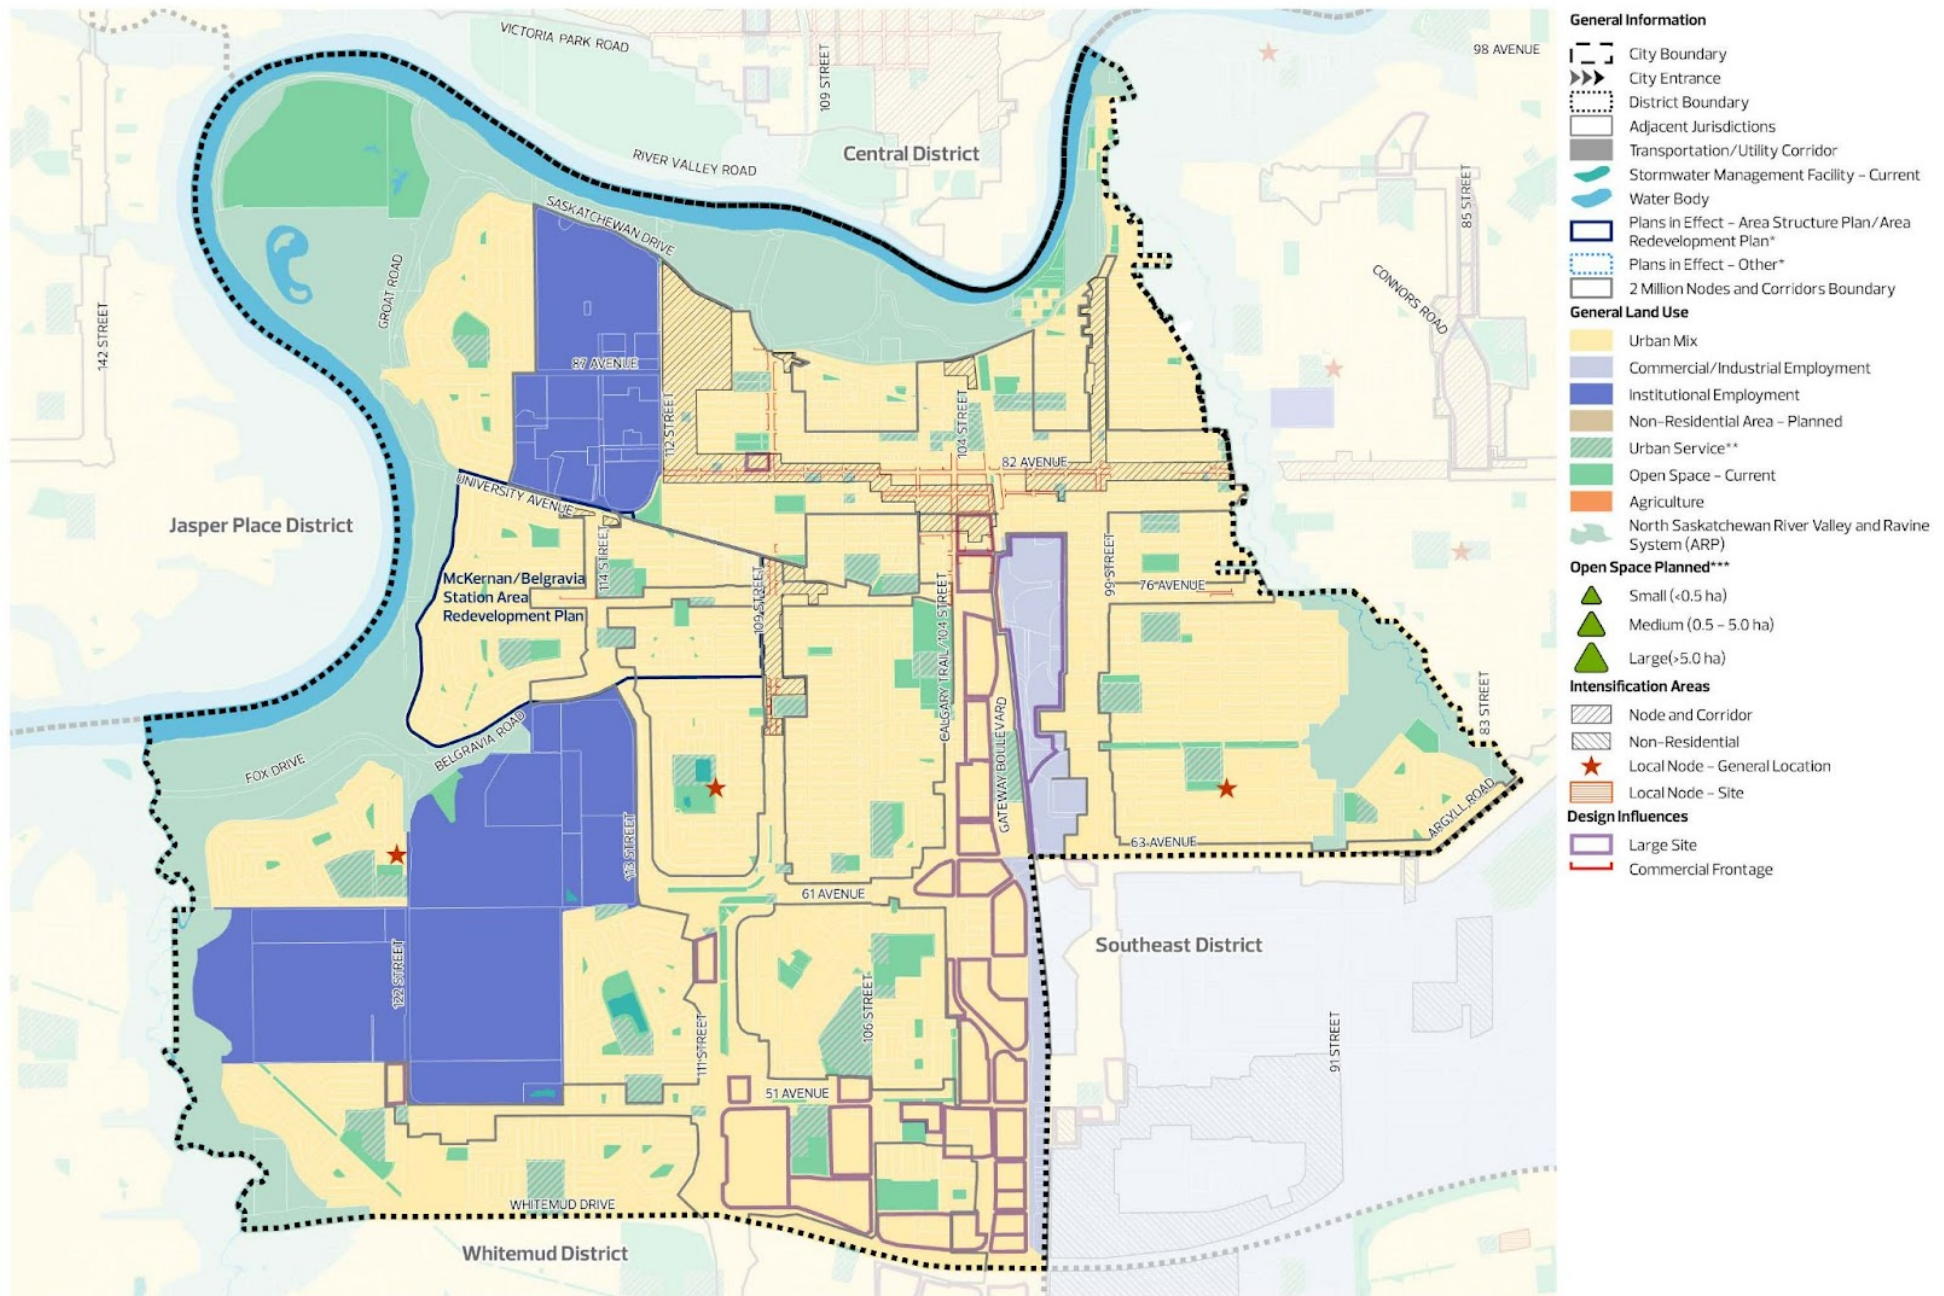 VICTORIA PARK ROAD
109 STREET
98 AVENUE
Central District
RIVER VALLEY ROAD
85 STREET
SASKATCHEWAN DRIVE
GROAT ROAD
CONNORS ROAD
142 STREET
87 AVENUE
112 STREET
104 STREET
82 AVENUE
UNIVERSITY AVENUE
Jasper Place District
114 STREET
McKernan/Belgravia
Station Area
Redevelopment Plan
109 STREET
99 STREET
76 AVENUE
CALGARY TRAIL/104 STREET
GATEWAY BOULEVARD
83 STREET
BELGRAVIA ROAD
FOX DRIVE
ARGYLL ROAD
113 STREET
63 AVENUE
61 AVENUE
Southeast District
122 STREET
106 STREET
111 STREET
91 STREET
51 AVENUE
WHITEMUD DRIVE
Whitemud District
General Information
City Boundary
City Entrance
District Boundary
Adjacent Jurisdictions
Transportation/Utility Corridor
Stormwater Management Facility – Current
Water Body
Plans in Effect – Area Structure Plan/Area
Redevelopment Plan*
Plans in Effect – Other*
2 Million Nodes and Corridors Boundary
General Land Use
Urban Mix
Commercial/Industrial Employment
Institutional Employment
Non-Residential Area – Planned
Urban Service**
Open Space – Current
Agriculture
North Saskatchewan River Valley and Ravine
System (ARP)
Open Space Planned***
Small (<0.5 ha)
Medium (0.5 – 5.0 ha)
Large(>5.0 ha)
Intensification Areas
Node and Corridor
Non-Residential
Local Node – General Location
Local Node – Site
Design Influences
Large Site
Commercial Frontage